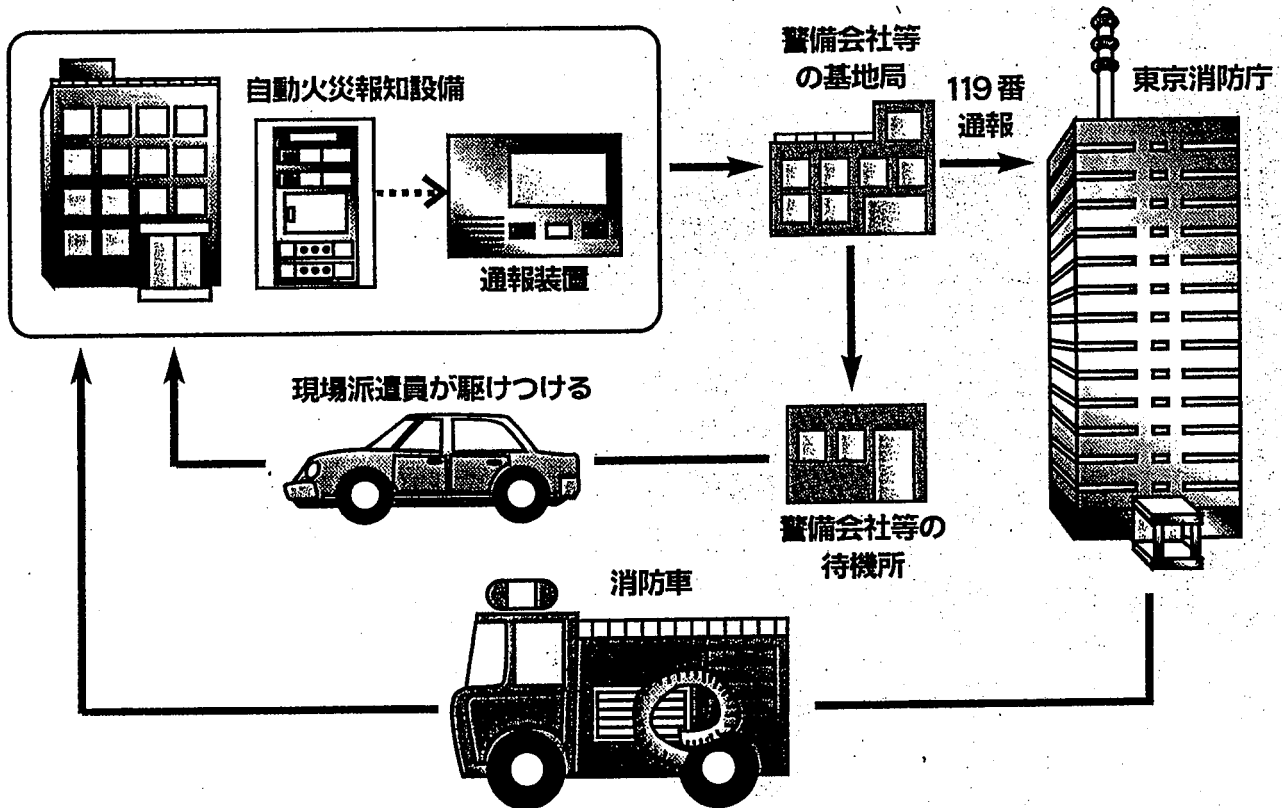 警備会社等
の基地局
119番
通報
東京消防庁
自動火災報知設備
通報装置
現場派遣員が駆けつける
警備会社等の
待機所
消防車